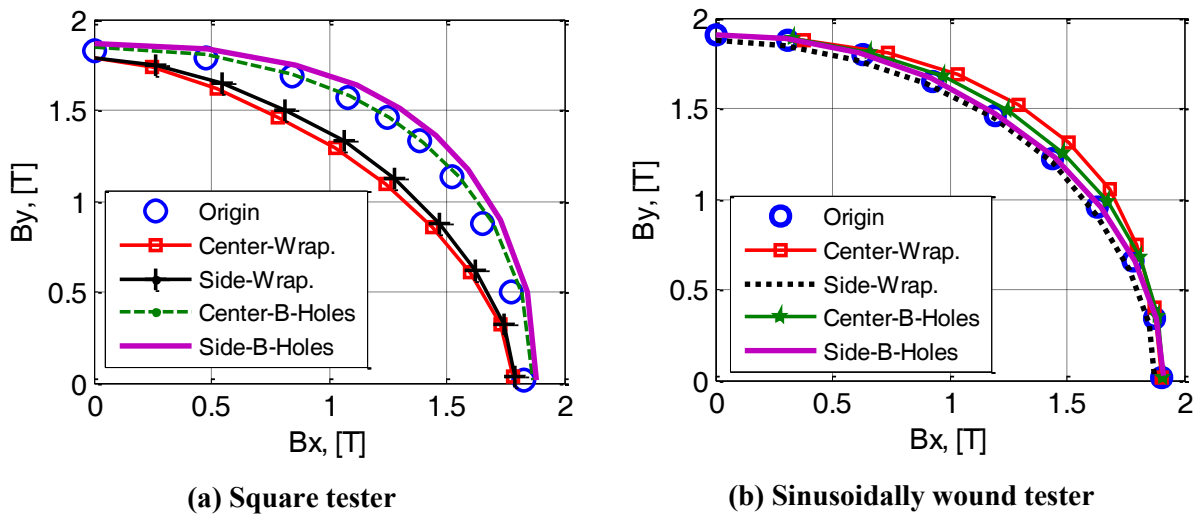 2
1.5
1
0.5
0
By, [T]
Origin
Center-Wrap.
Side-Wrap.
Center-B-Holes
Side-B-Holes
0 0.5 1 1.5 2
Bx, [T]
(a) Square tester
2
1.5
1
0.5
0
By, [T]
Origin
Center-Wrap.
Side-Wrap.
Center-B-Holes
Side-B-Holes
0 0.5 1 1.5 2
Bx, [T]
(b) Sinusoidally wound tester